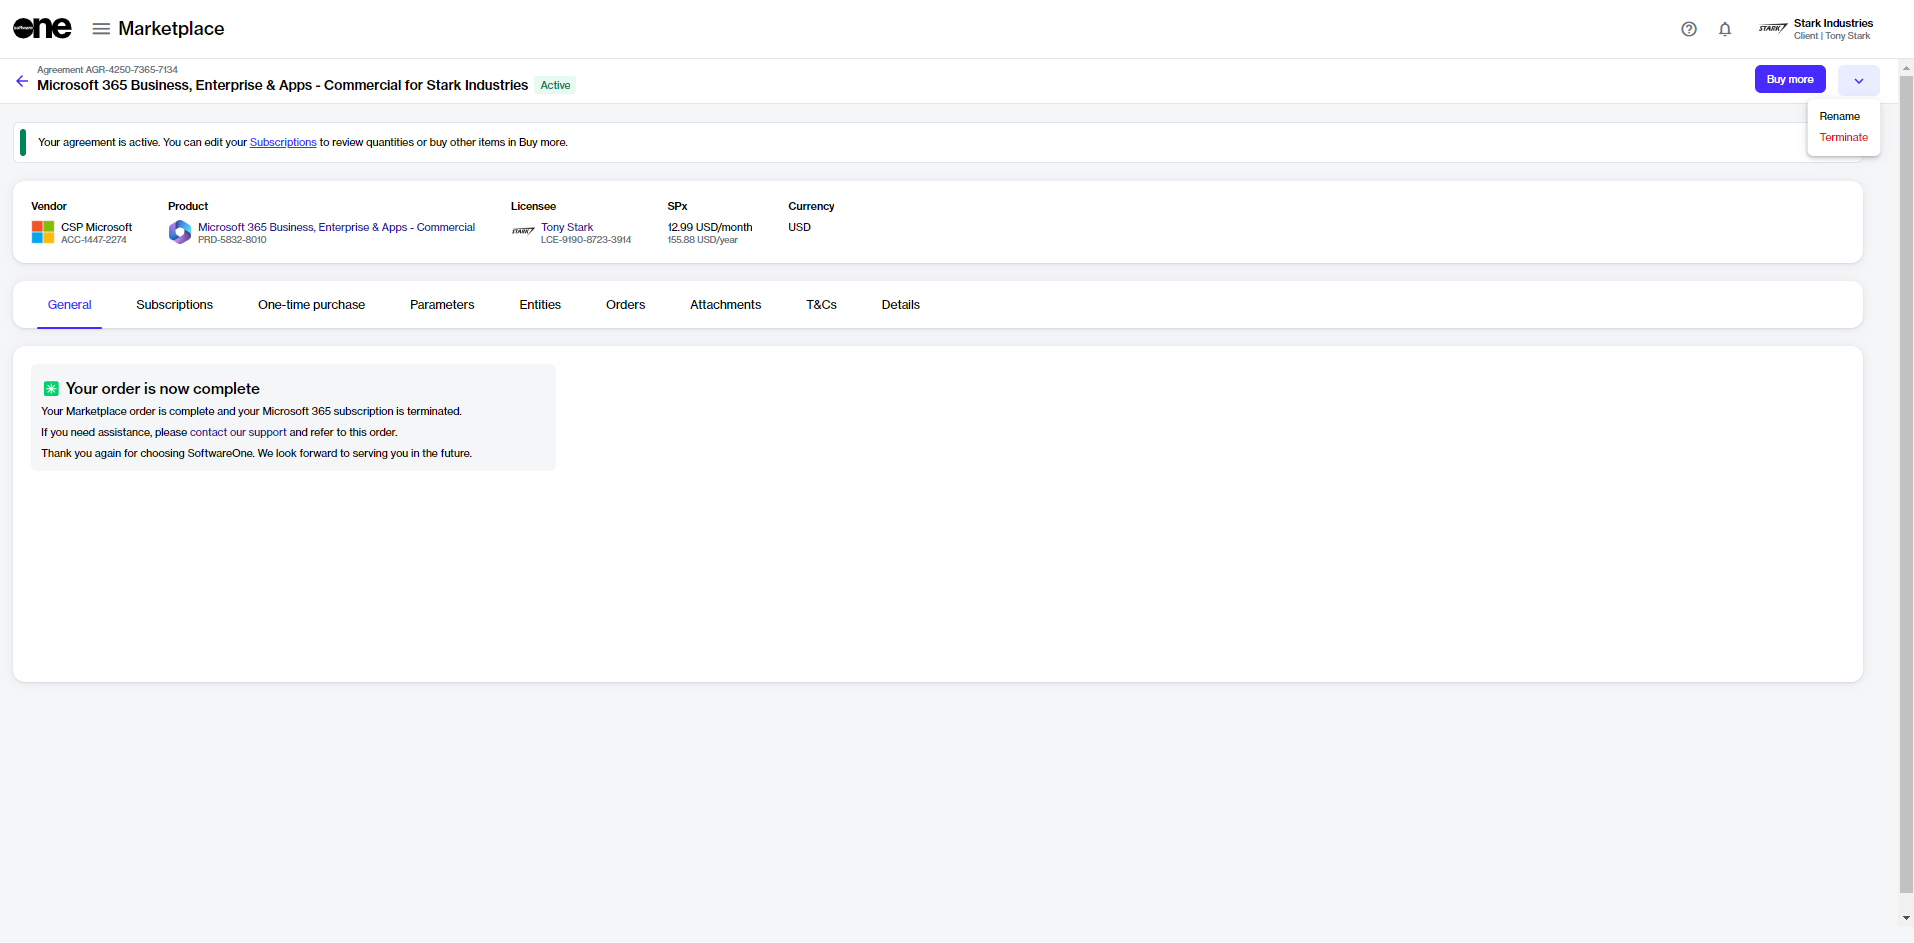 software one
Marketplace
Stark Industries
Client | Tony Stark
STARK
Agreement AGR-4250-7365-7134
Microsoft 365 Business, Enterprise & Apps - Commercial for Stark Industries
Active
Buy more
Rename
Terminate
Your agreement is active. You can edit your Subscriptions to review quantities or buy other items in Buy more.
Vendor
CSP Microsoft
ACC-1447-2274
Product
Microsoft 365 Business, Enterprise & Apps - Commercial
PRD-5832-8010
Licensee
STARK
Tony Stark
LCE-9190-8723-3914
SPx
12.99 USD/month
155.88 USD/year
Currency
USD
General
Subscriptions
One-time purchase
Parameters
Entities
Orders
Attachments
T&Cs
Details
Your order is now complete
Your Marketplace order is complete and your Microsoft 365 subscription is terminated.
If you need assistance, please contact our support and refer to this order.
Thank you again for choosing SoftwareOne. We look forward to serving you in the future.